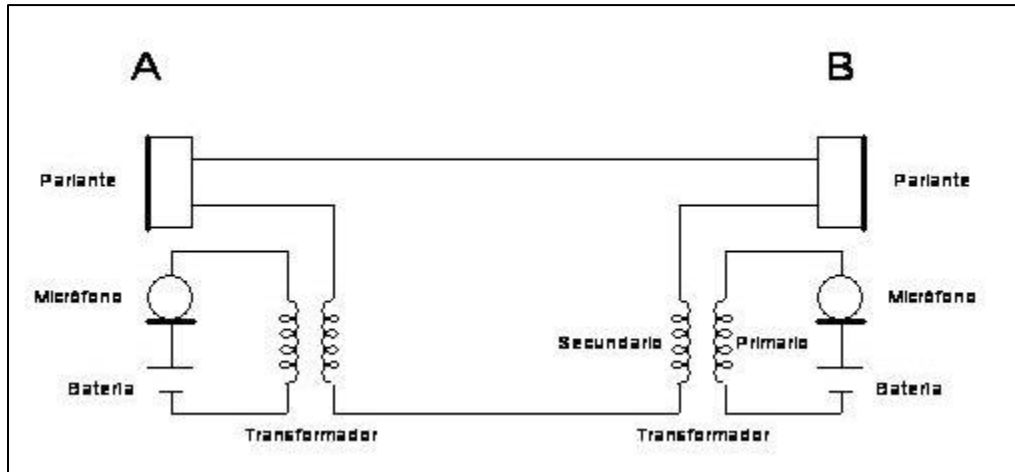 A B
Parlante Parlante
Micrófono Micrófono
Secundario Primario
Bateria Bateria
Transformador Transformador